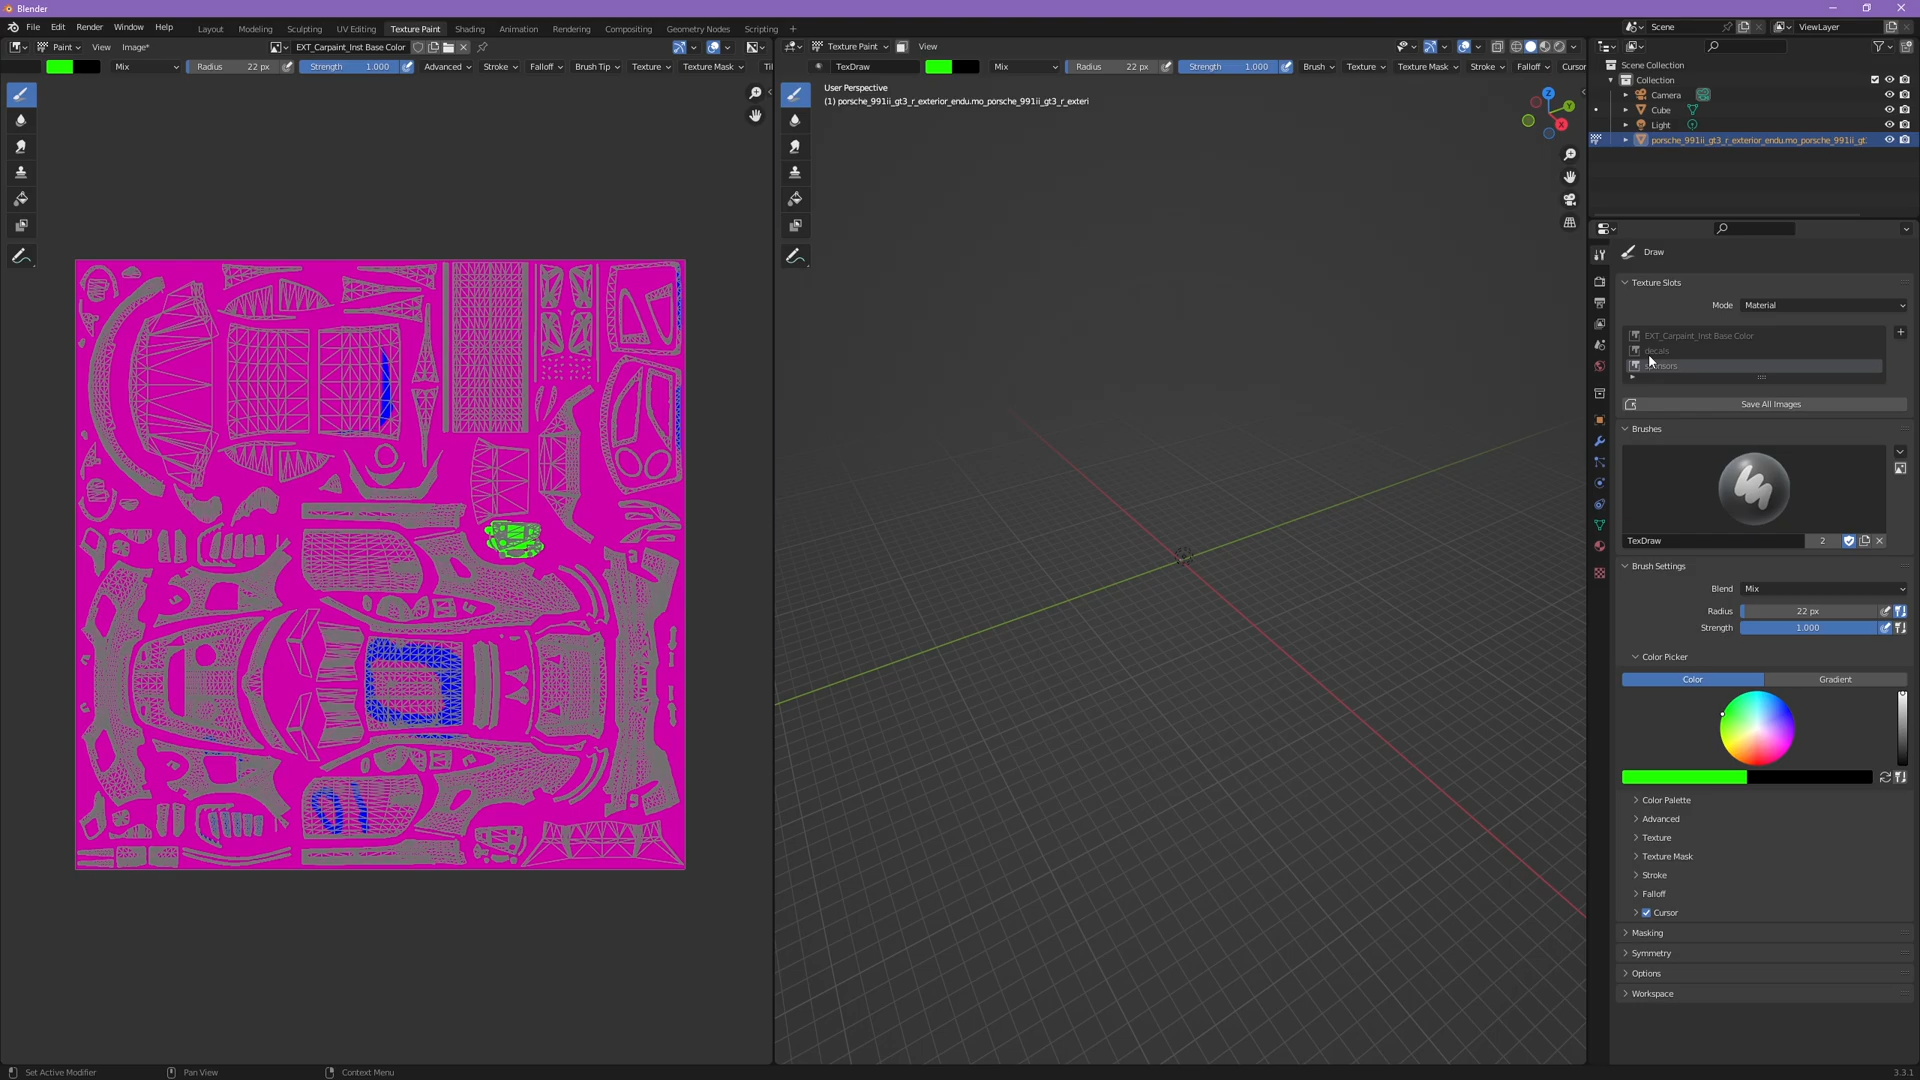 Blender
File Edit Render Window Help Layout Modeling Sculpting UV Editing Texture Paint Shading Animation Rendering Compositing Geometry Nodes Scripting + Scene ViewLayer
Paint View Image* EXT_Carpaint_Inst Base Color Texture Paint View
Mix Radius 22 px Strength 1.000 Advanced Stroke Falloff Brush Tip Texture Texture Mask Til TexDraw Mix Radius 22 px Strength 1.000 Brush Texture Texture Mask Stroke Falloff Cursor
Scene Collection
Collection
Camera
Cube
Light
porsche_991ii_gt3_r_exterior_endu.mo_porsche_991ii_gt:
User Perspective
(1) porsche_991ii_gt3_r_exterior_endu.mo_porsche_991ii_gt3_r_exteri
Z
Y
X
Draw
Texture Slots
Mode Material
EXT_Carpaint_Inst Base Color
decals
Save All Images
Brushes
TexDraw 2
Brush Settings
Blend Mix
Radius 22 px
Strength 1.000
Color Picker
Color Gradient
Color Palette
Advanced
Texture
Texture Mask
Stroke
Falloff
Cursor
Masking
Symmetry
Options
Workspace
07
Set Active Modifier Pan View Context Menu 3.3.1